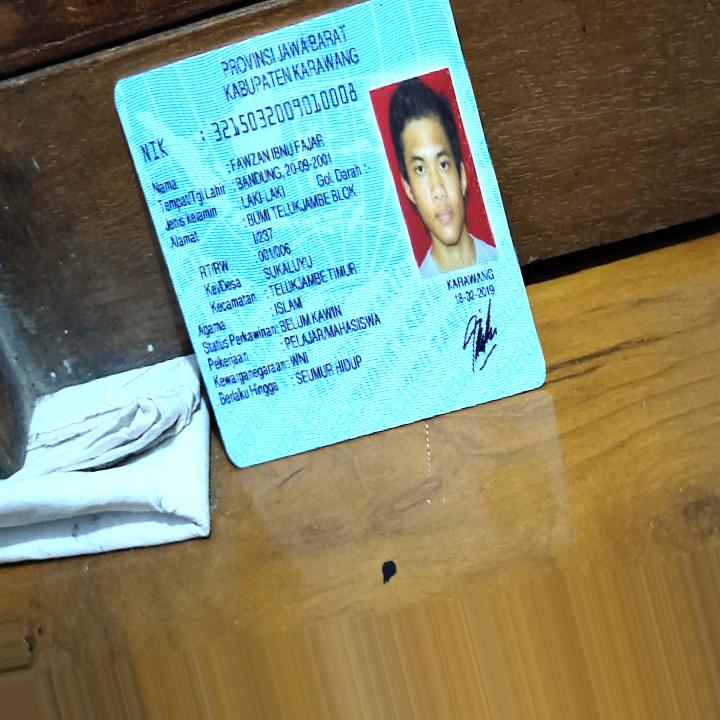 PROVINSI JAWA BARAT
KABUPATEN KARAWANG
NIK : 3215032009010008
Nama : FAWZAN IBNU FAJAR
Tempat/Tgl Lahir : BANDUNG, 20-09-2001
Jenis Kelamin : LAKI-LAKI Gol. Darah : -
Alamat : BUMI TELUKJAMBE BLOK
I/237
RT/RW : 001/006
Kel/Desa : SUKALUYU
Kecamatan : TELUKJAMBE TIMUR
Agama : ISLAM
Status Perkawinan: BELUM KAWIN
Pekerjaan : PELAJAR/MAHASISWA
Kewarganegaraan: WNI
Berlaku Hingga : SEUMUR HIDUP
KARAWANG
18-02-2019